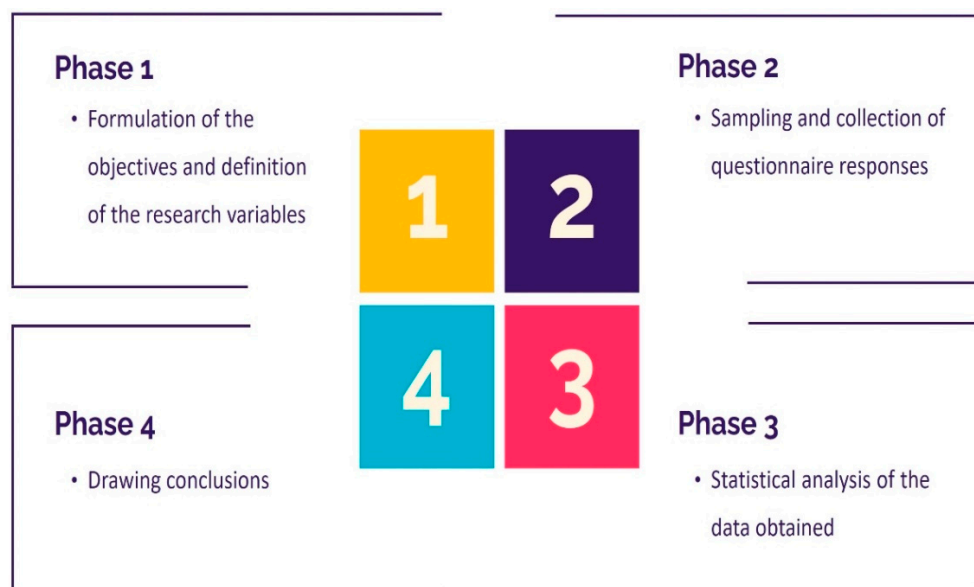 Phase 1
• Formulation of the
objectives and definition
of the research variables
Phase 2
• Sampling and collection of
questionnaire responses
1
2
4
3
Phase 4
• Drawing conclusions
Phase 3
• Statistical analysis of the
data obtained